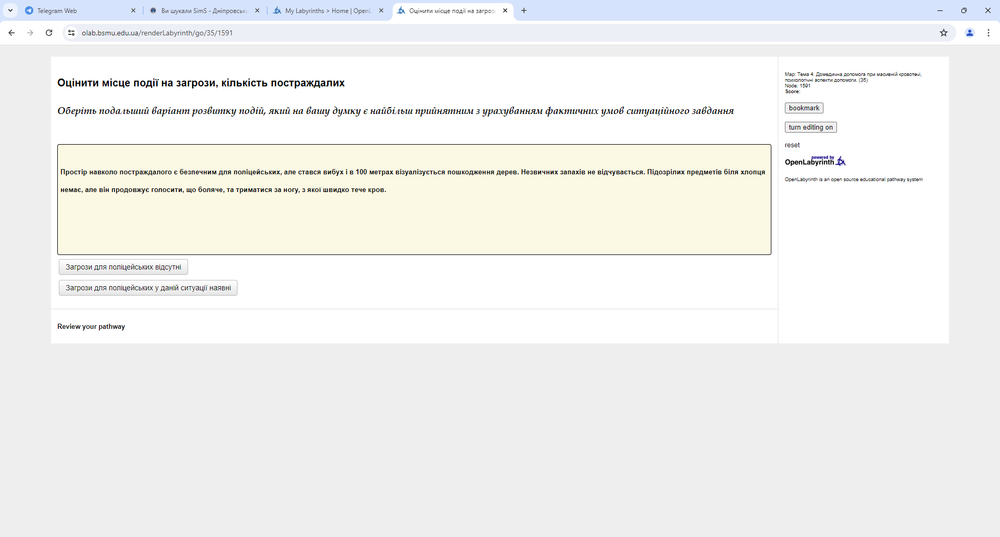 Telegram Web
Ви шукали SimS - Дніпровськ
My Labyrinths > Home | OpenL
Оцінити місце події на загроз
olab.bsmu.edu.ua/renderLabyrinth/go/35/1591
Оцінити місце події на загрози, кількість постраждалих
Оберіть подальший варіант розвитку подій, який на вашу думку є найбільш прийнятним з урахуванням фактичних умов ситуаційного завдання
Простір навколо постраждалого є безпечним для поліцейських, але стався вибух і в 100 метрах візуалізується пошкодження дерев. Незвичних запахів не відчувається. Підозрілих предметів біля хлопця
немає, але він продовжує голосити, що боляче, та триматися за ногу, з якої швидко тече кров.
Загрози для поліцейських відсутні
Загрози для поліцейських у даній ситуації наявні
Review your pathway
Map: Тема 4. Домедична допомога при масивній кровотечі,
психологічні аспекти допомоги. (35)
Node: 1591
Score:
bookmark
turn editing on
reset
powered by
OpenLabyrinth
OpenLabyrinth is an open source educational pathway system